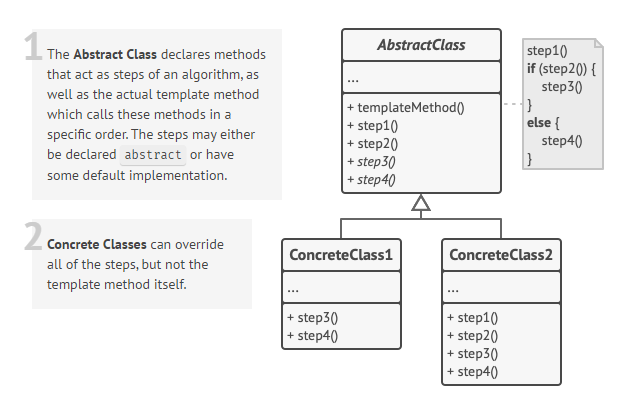 1
The Abstract Class declares methods
that act as steps of an algorithm, as
well as the actual template method
which calls these methods in a
specific order. The steps may either
be declared abstract or have
some default implementation.
2
Concrete Classes can override
all of the steps, but not the
template method itself.
AbstractClass
...
+ templateMethod()
+ step1()
+ step2()
+ step3()
+ step4()
step1()
if (step2()) {
step3()
}
else {
step4()
}
ConcreteClass1
...
+ step3()
+ step4()
ConcreteClass2
...
+ step1()
+ step2()
+ step3()
+ step4()